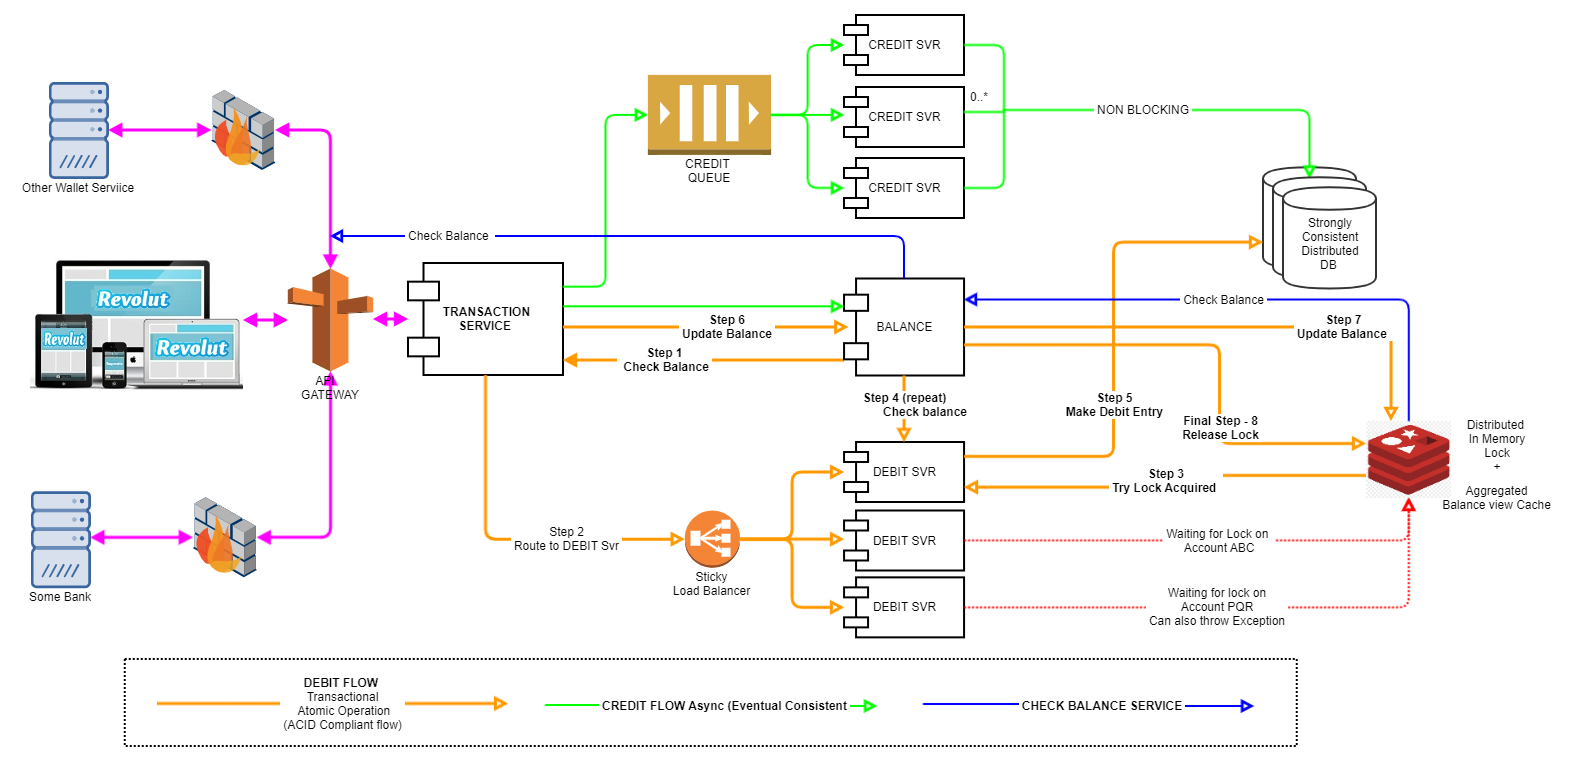 CREDIT SVR
0..*
CREDIT SVR
CREDIT SVR
NON BLOCKING
CREDIT
QUEUE
Other Wallet Serviice
Strongly
Consistent
Distributed
DB
Check Balance
Revolut
Revolut
Revolut
API
GATEWAY
TRANSACTION
SERVICE
BALANCE
Check Balance
Step 6
Update Balance
Step 1
Check Balance
Step 7
Update Balance
Step 4 (repeat)
Check balance
Step 5
Make Debit Entry
Final Step - 8
Release Lock
Distributed
In Memory
Lock
+
Aggregated
Balance view Cache
DEBIT SVR
Step 3
Try Lock Acquired
Step 2
Route to DEBIT Svr
DEBIT SVR
Waiting for Lock on
Account ABC
Sticky
Load Balancer
DEBIT SVR
Waiting for lock on
Account PQR
Can also throw Exception
Some Bank
DEBIT FLOW
Transactional
Atomic Operation
(ACID Compliant flow)
CREDIT FLOW Async (Eventual Consistent
CHECK BALANCE SERVICE